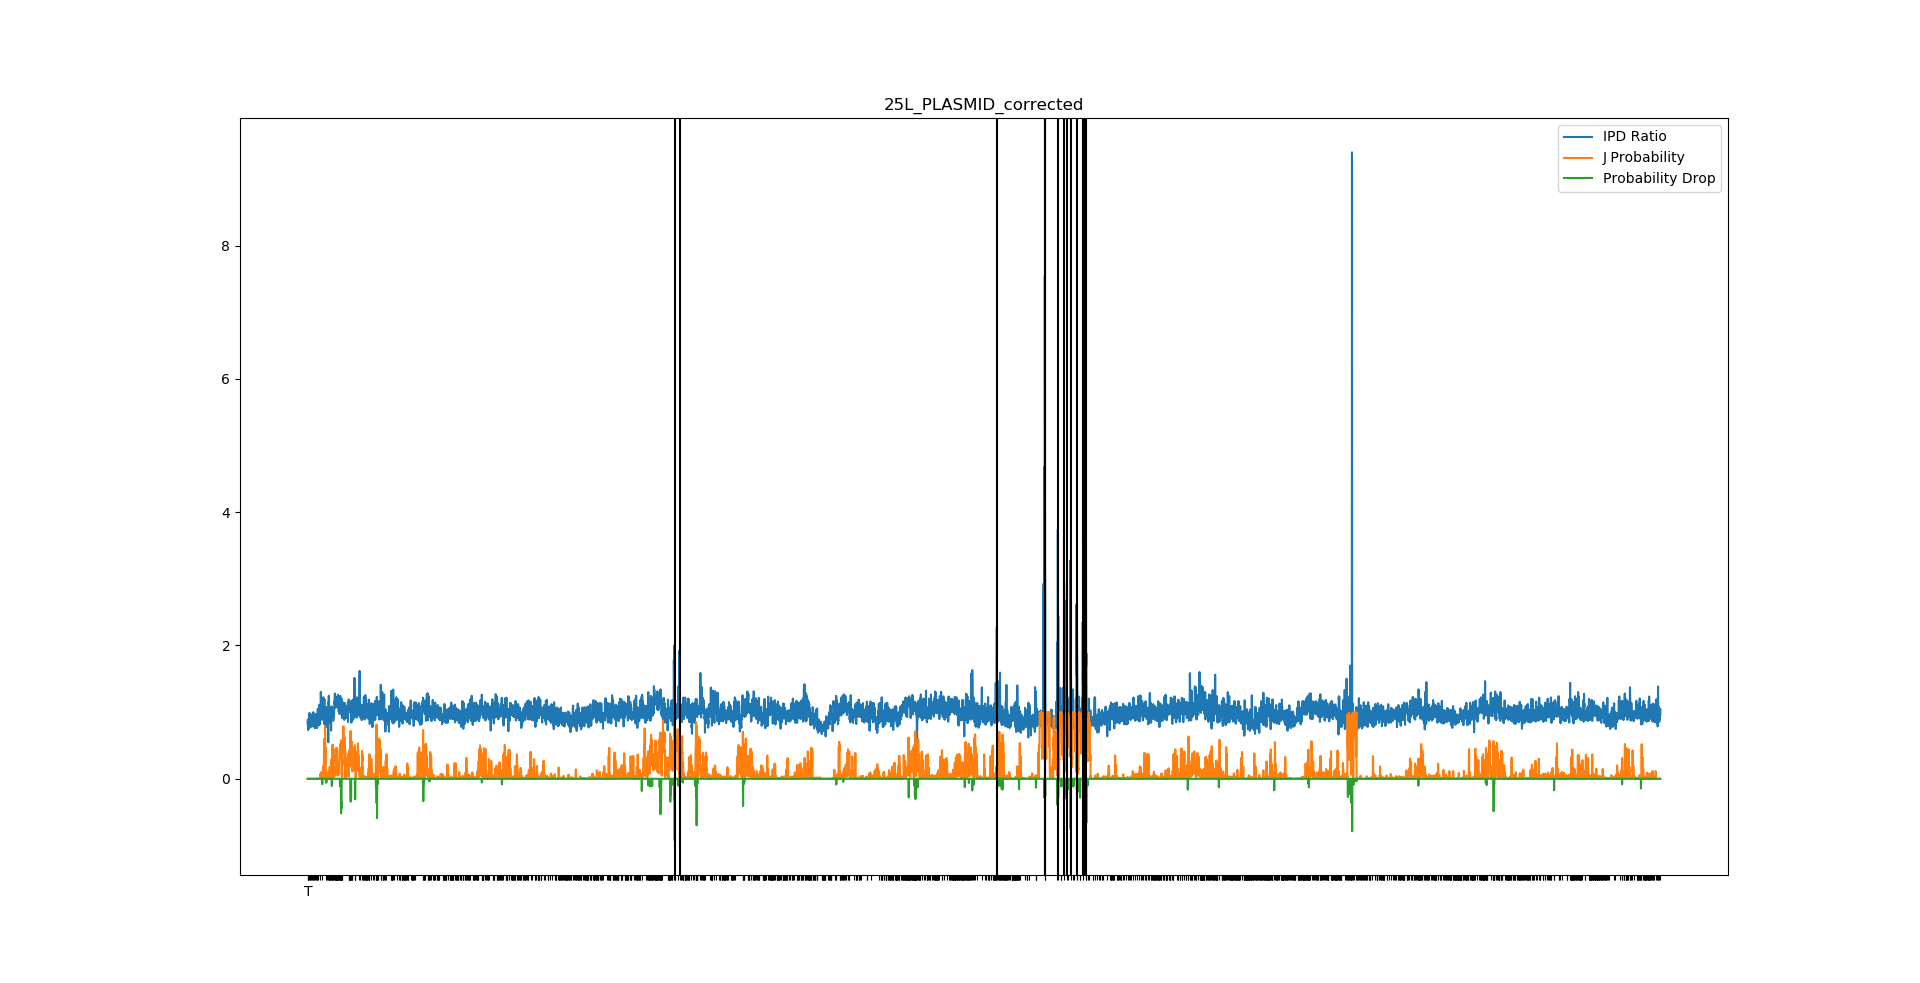 25L_PLASMID_corrected
IPD Ratio
J Probability
Probability Drop
8
6
4
2
0
T